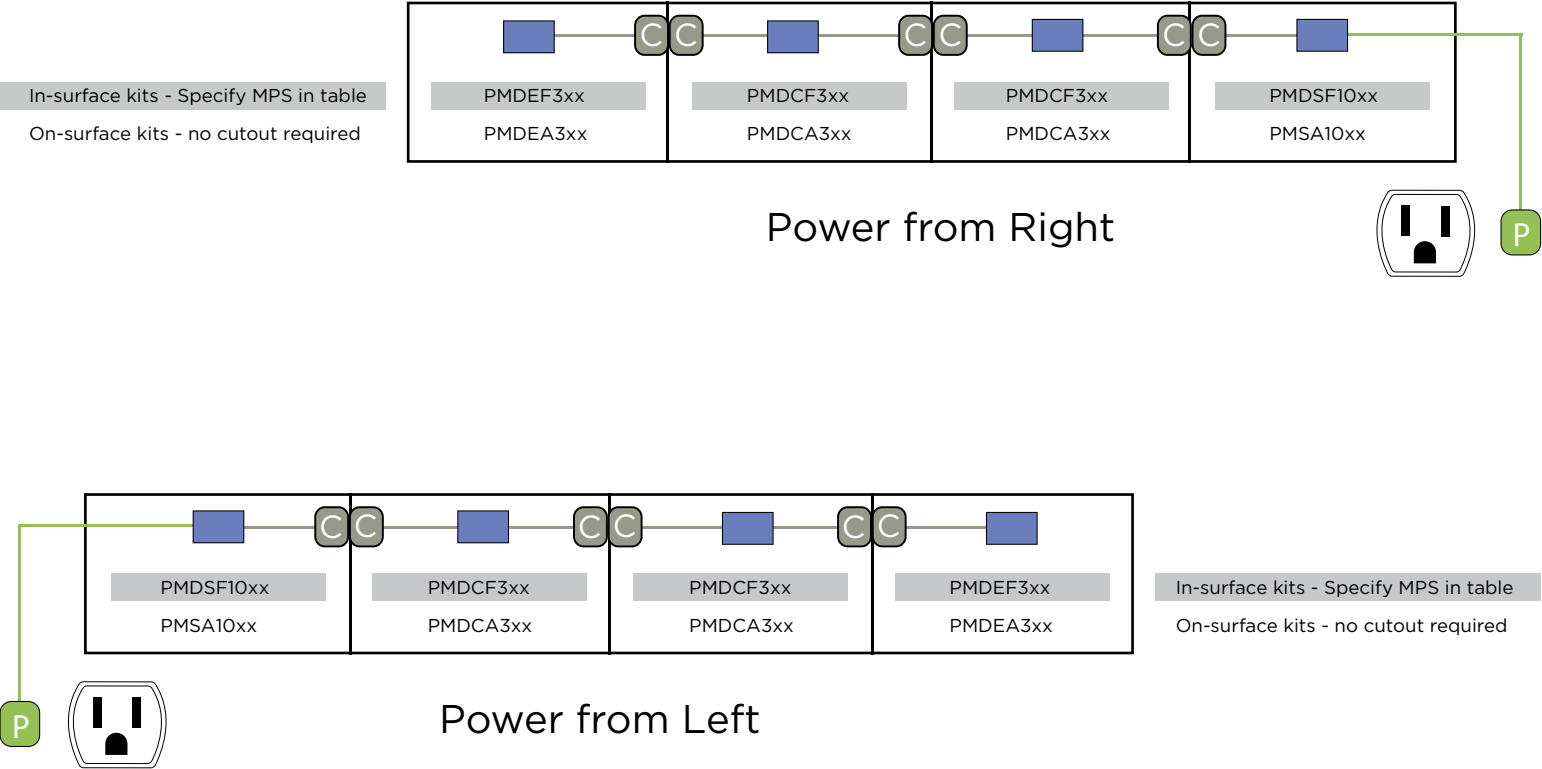 C C C C C C
In-surface kits - Specify MPS in table PMDEF3xx PMDCF3xx PMDCF3xx PMDSF10xx
On-surface kits - no cutout required PMDEA3xx PMDCA3xx PMDCA3xx PMSA10xx
Power from Right
P
C C C C C C
PMDSF10xx PMDCF3xx PMDCF3xx PMDEF3xx In-surface kits - Specify MPS in table
PMSA10xx PMDCA3xx PMDCA3xx PMDEA3xx On-surface kits - no cutout required
P
Power from Left